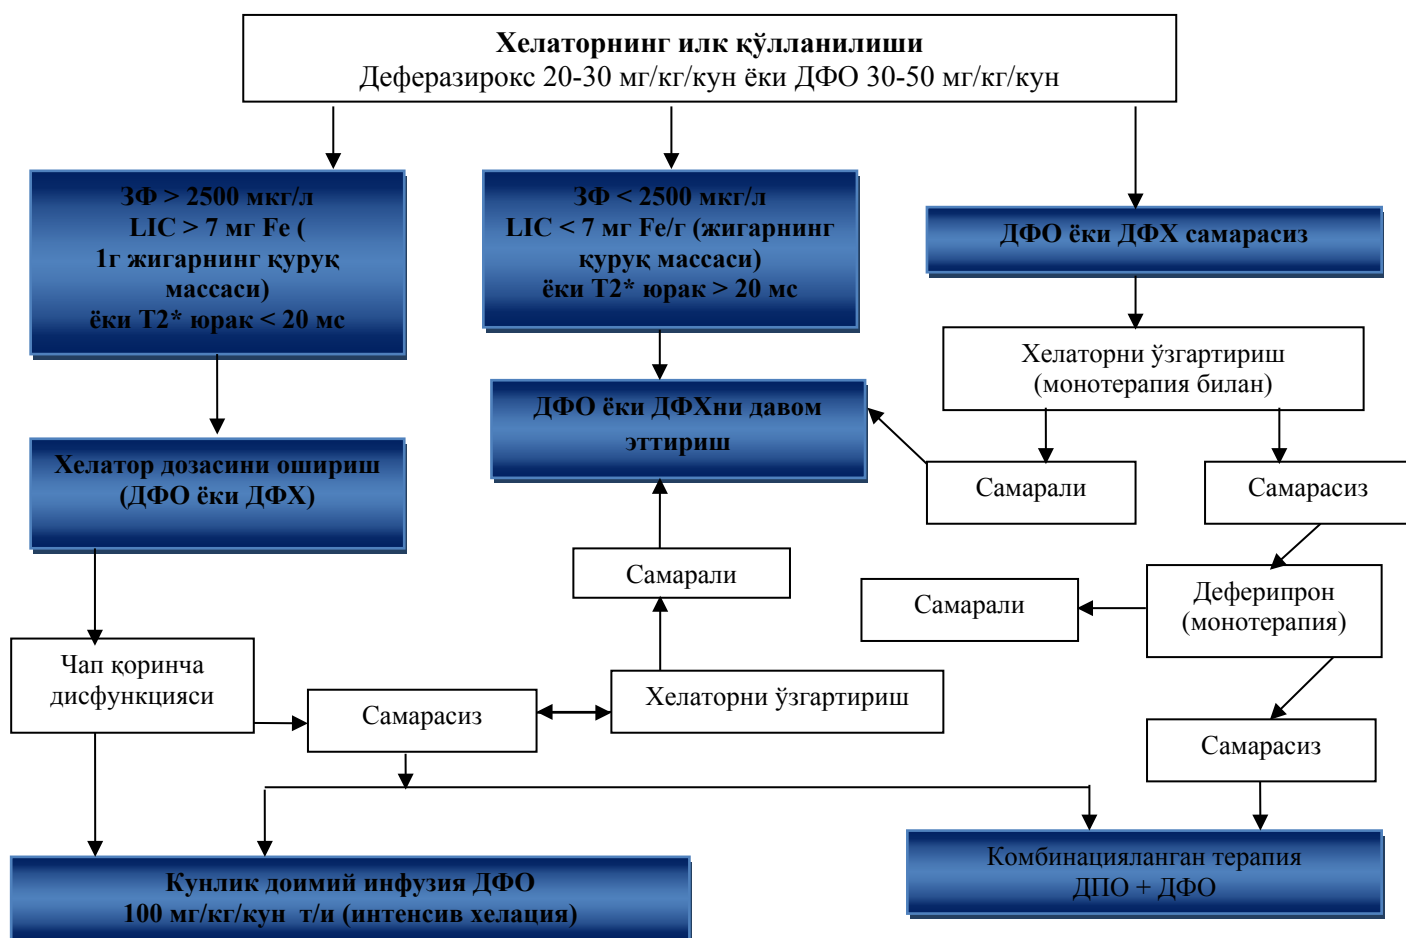 Хелаторнинг илк қўлланилиши
Деферазирокс 20-30 мг/кг/кун ёки ДФО 30-50 мг/кг/кун
ЗФ > 2500 мкг/л
LIC > 7 мг Fe (
1г жигарнинг қуруқ
массаси)
ёки Т2* юрак < 20 мс
ЗФ < 2500 мкг/л
LIC < 7 мг Fe/г (жигарнинг
қуруқ массаси)
ёки Т2* юрак > 20 мс
ДФО ёки ДФХ самарасиз
Хелаторни ўзгартириш
(монотерапия билан)
ДФО ёки ДФХни давом
эттириш
Хелатор дозасини ошириш
(ДФО ёки ДФХ)
Самарали
Самарасиз
Самарали
Самарали
Деферипрон
(монотерапия)
Чап қоринча
дисфункцияси
Самарасиз
Хелаторни ўзгартириш
Самарасиз
Комбинацияланган терапия
ДПО + ДФО
Кунлик доимий инфузия ДФО
100 мг/кг/кун т/и (интенсив хелация)